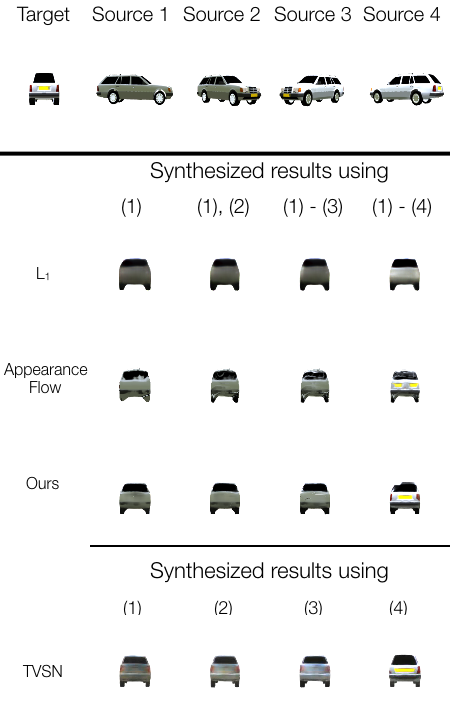 Target Source 1 Source 2 Source 3 Source 4
Synthesized results using
(1) (1), (2) (1) - (3) (1) - (4)
L₁
Appearance
Flow
Ours
Synthesized results using
(1) (2) (3) (4)
TVSN